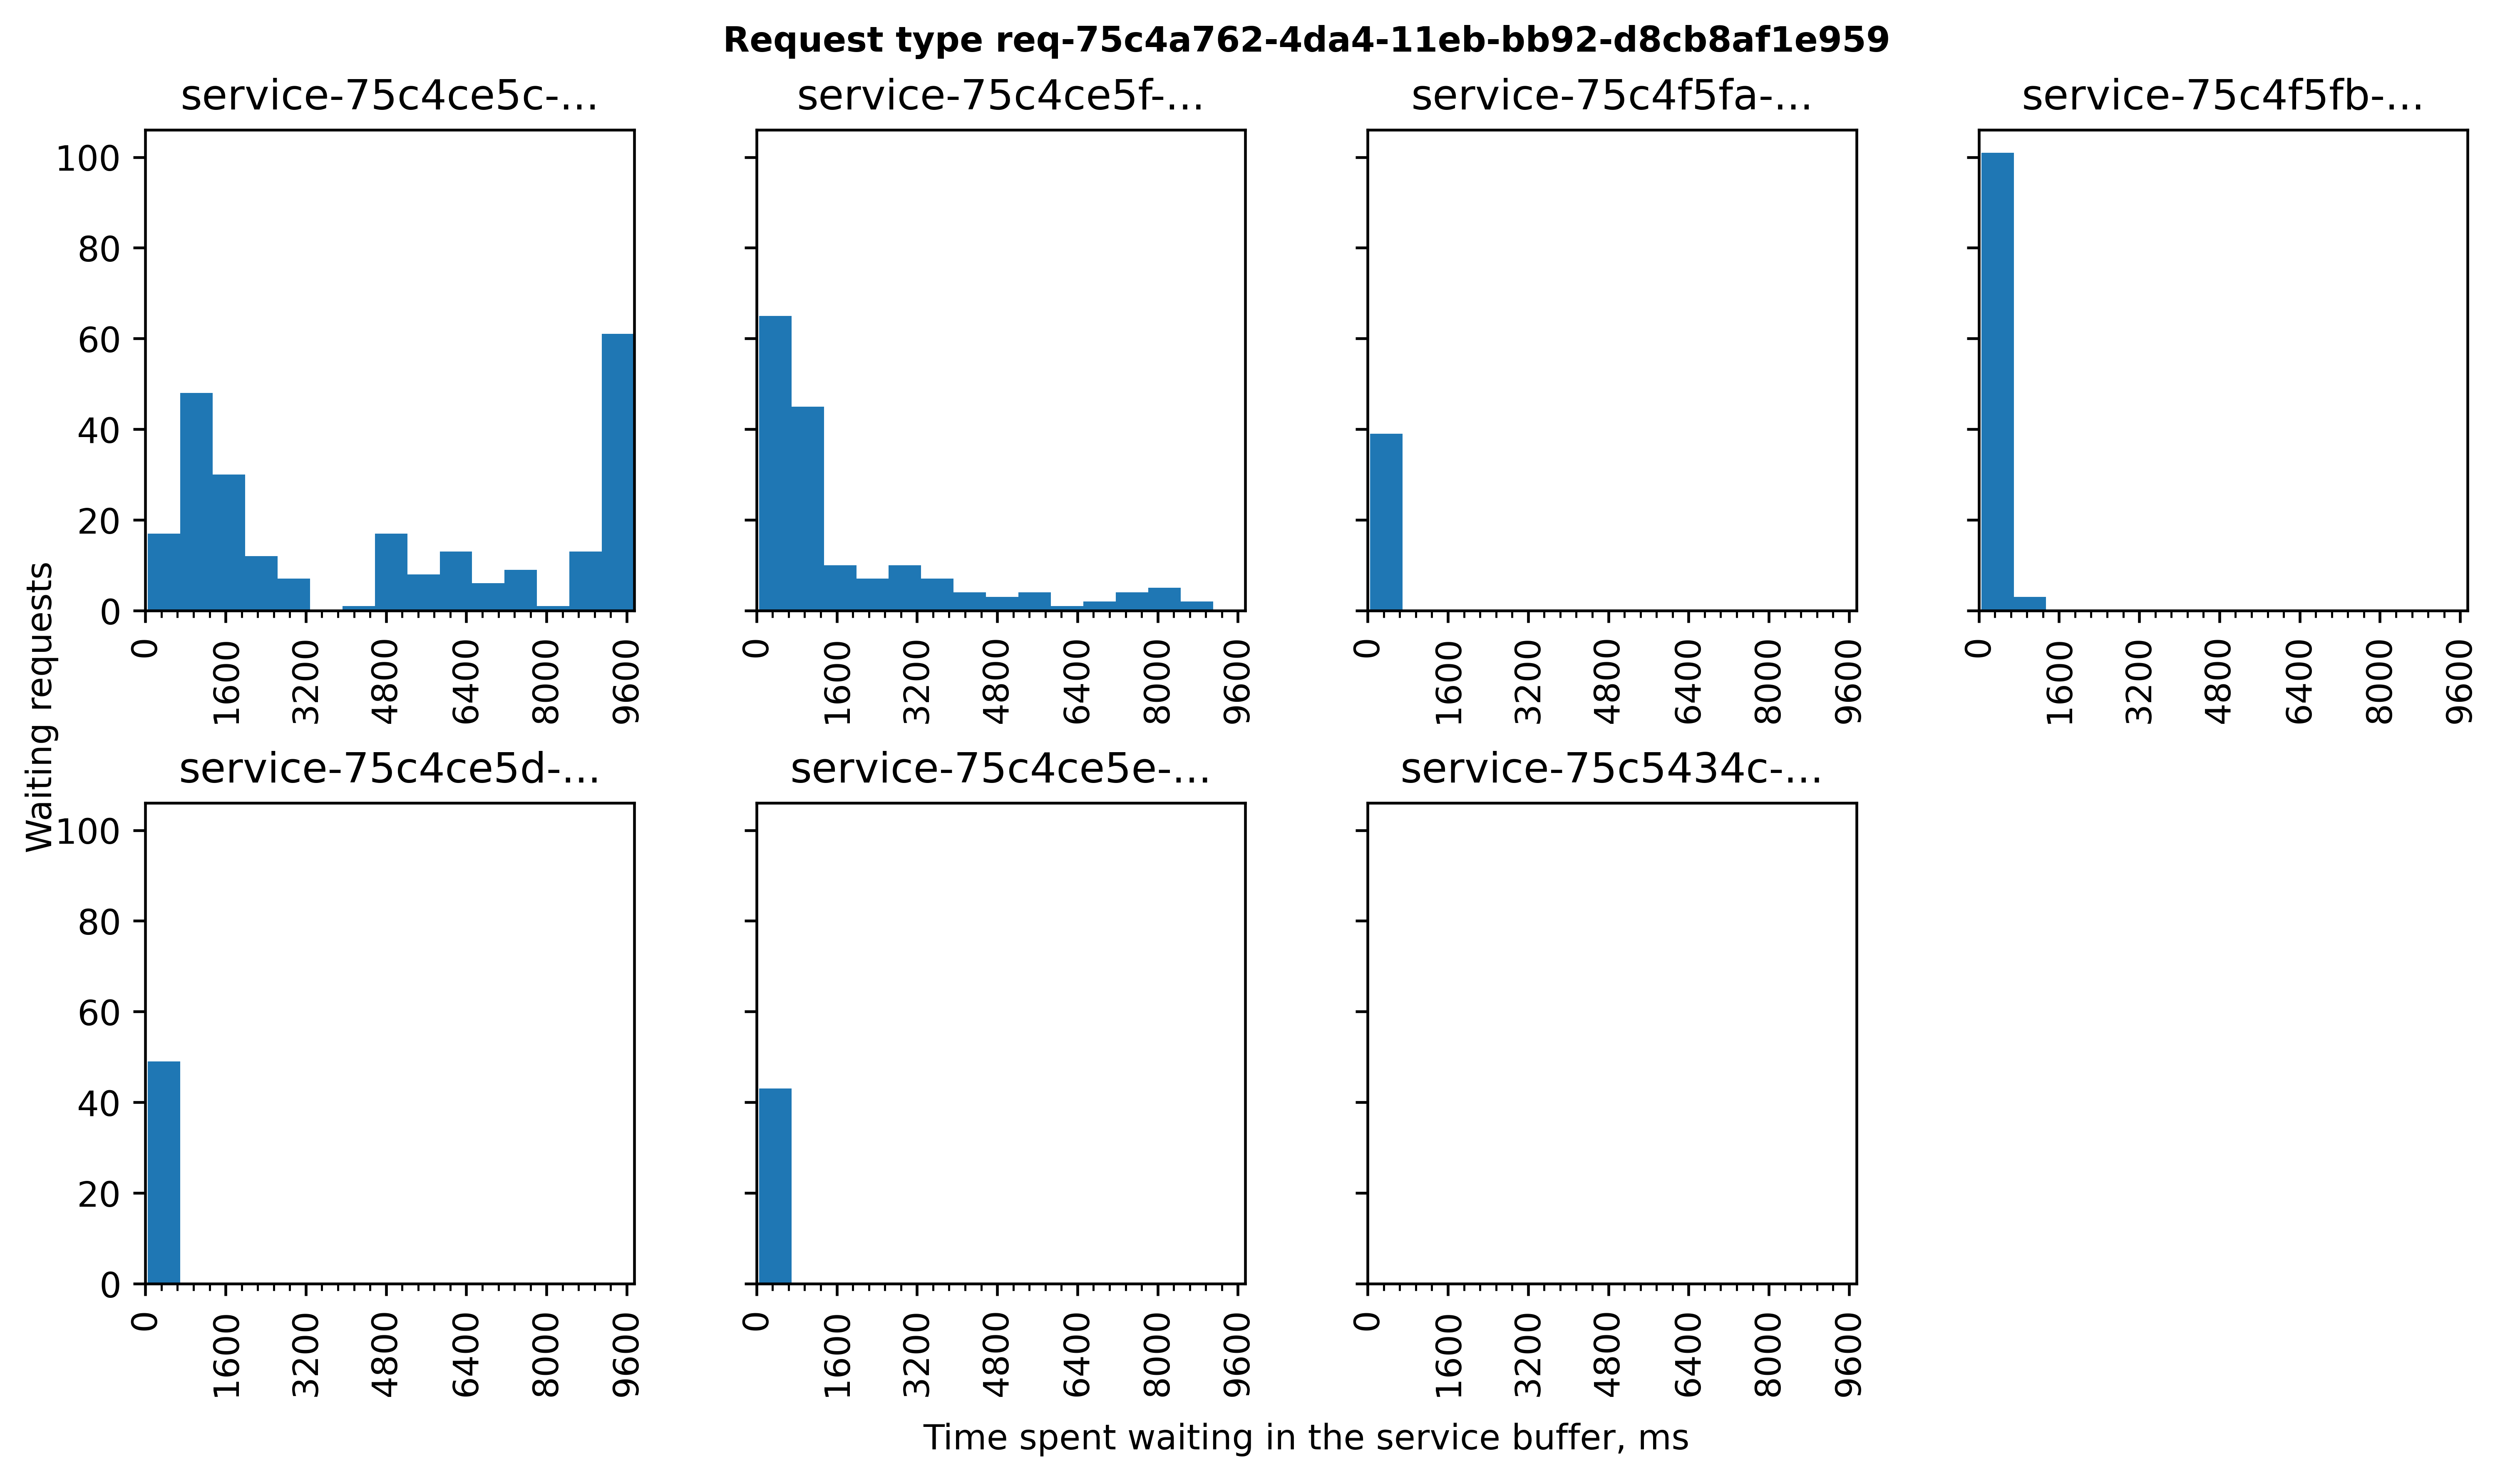 Request type req-75c4a762-4da4-11eb-bb92-d8cb8af1e959
service-75c4ce5c-...
service-75c4ce5f-...
service-75c4f5fa-...
service-75c4f5fb-...
100
80
60
40
20
0
0 1600 3200 4800 6400 8000 9600
0 1600 3200 4800 6400 8000 9600
0 1600 3200 4800 6400 8000 9600
0 1600 3200 4800 6400 8000 9600
Waiting requests
service-75c4ce5d-...
service-75c4ce5e-...
service-75c5434c-...
100
80
60
40
20
0
0 1600 3200 4800 6400 8000 9600
0 1600 3200 4800 6400 8000 9600
0 1600 3200 4800 6400 8000 9600
Time spent waiting in the service buffer, ms